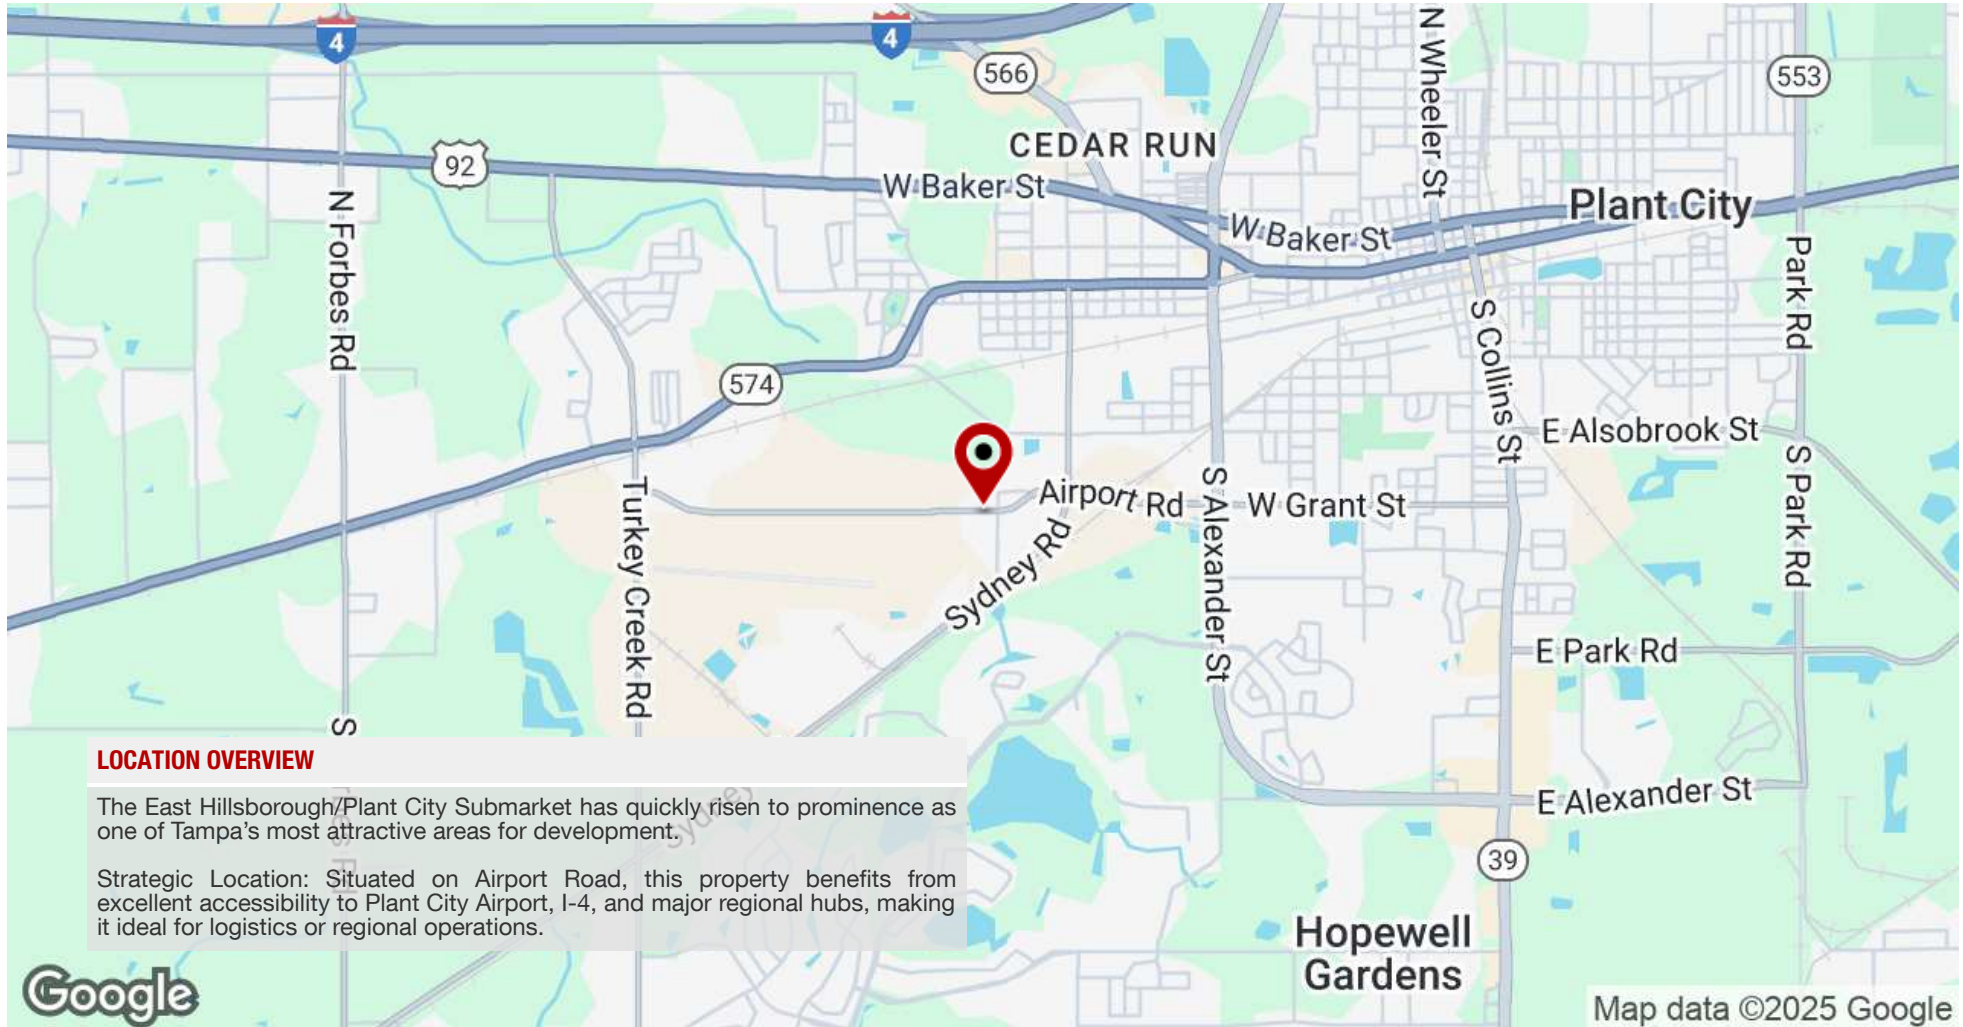 4
4
566
553
N Wheeler St
CEDAR RUN
92
W Baker St
Plant City
W Baker St
N Forbes Rd
Park Rd
S Collins St
574
E Alsobrook St
S Park Rd
Airport Rd
W Grant St
Turkey Creek Rd
S Alexander St
Sydney Rd
E Park Rd
S Forbes Rd
LOCATION OVERVIEW
The East Hillsborough/Plant City Submarket has quickly risen to prominence as
one of Tampa's most attractive areas for development.
Sydney
Strategic Location: Situated on Airport Road, this property benefits from
excellent accessibility to Plant City Airport, I-4, and major regional hubs, making
it ideal for logistics or regional operations.
E Alexander St
39
Hopewell
Gardens
Google
Map data ©2025 Google